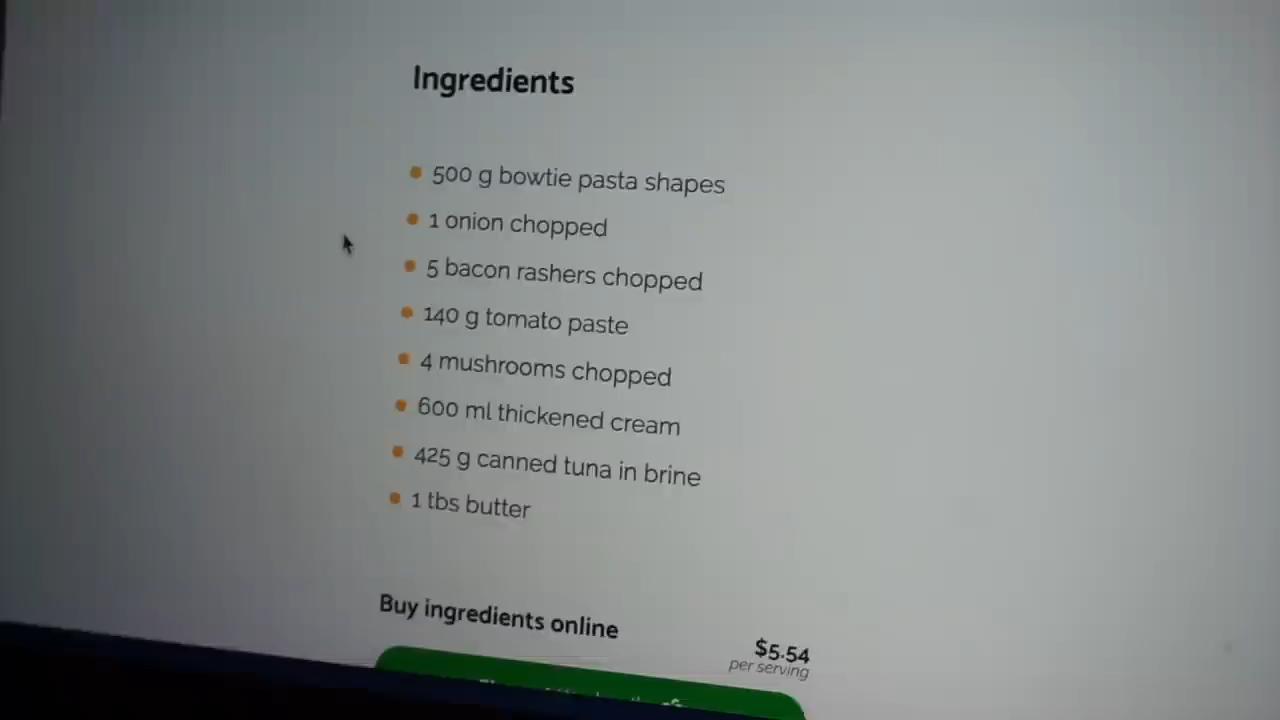 Ingredients
500 g bowtie pasta shapes
1 onion chopped
5 bacon rashers chopped
140 g tomato paste
4 mushrooms chopped
600 ml thickened cream
425 g canned tuna in brine
1 tbs butter
Buy ingredients online
$5.54
per serving